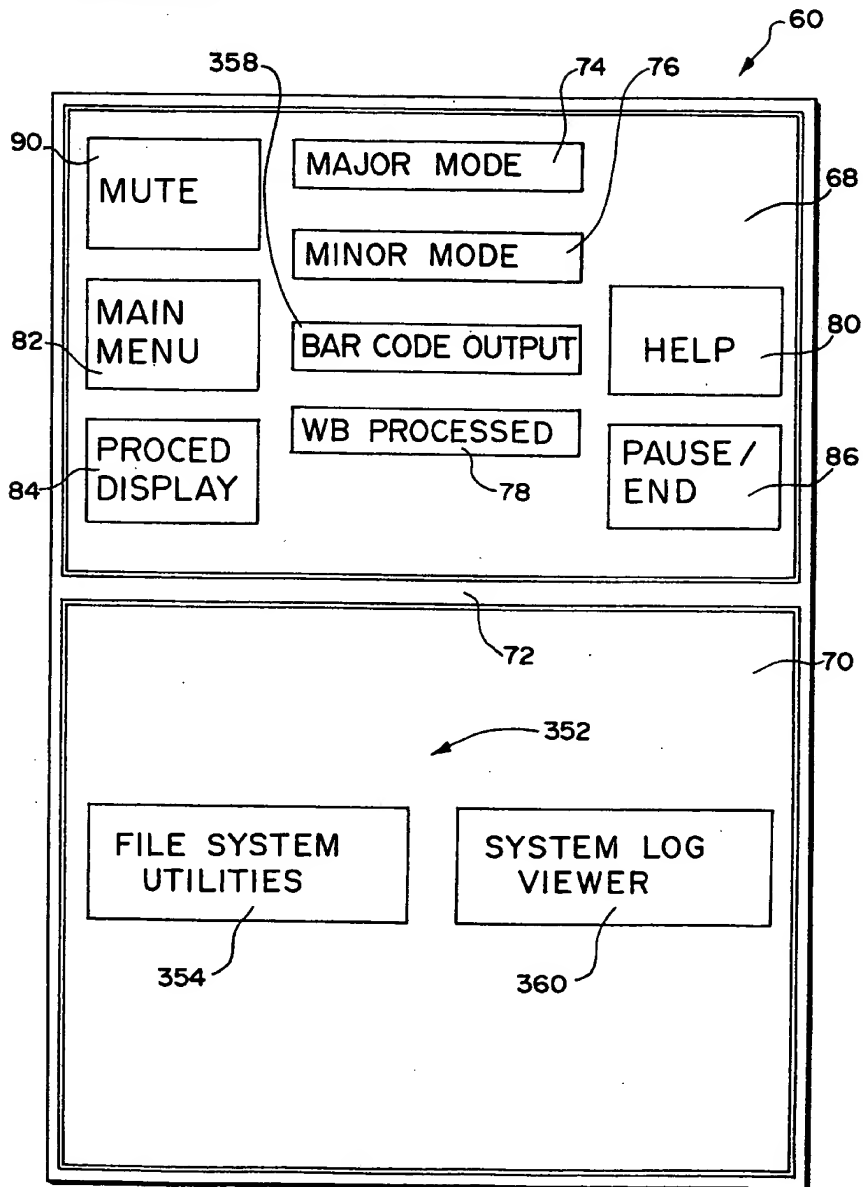 60
358
74
76
90
MUTE
MAJOR MODE
68
MINOR MODE
MAIN
MENU
82
BAR CODE OUTPUT
HELP
80
PROCED
DISPLAY
84
WB PROCESSED
78
PAUSE/
END
86
72
70
352
FILE SYSTEM
UTILITIES
SYSTEM LOG
VIEWER
354
360